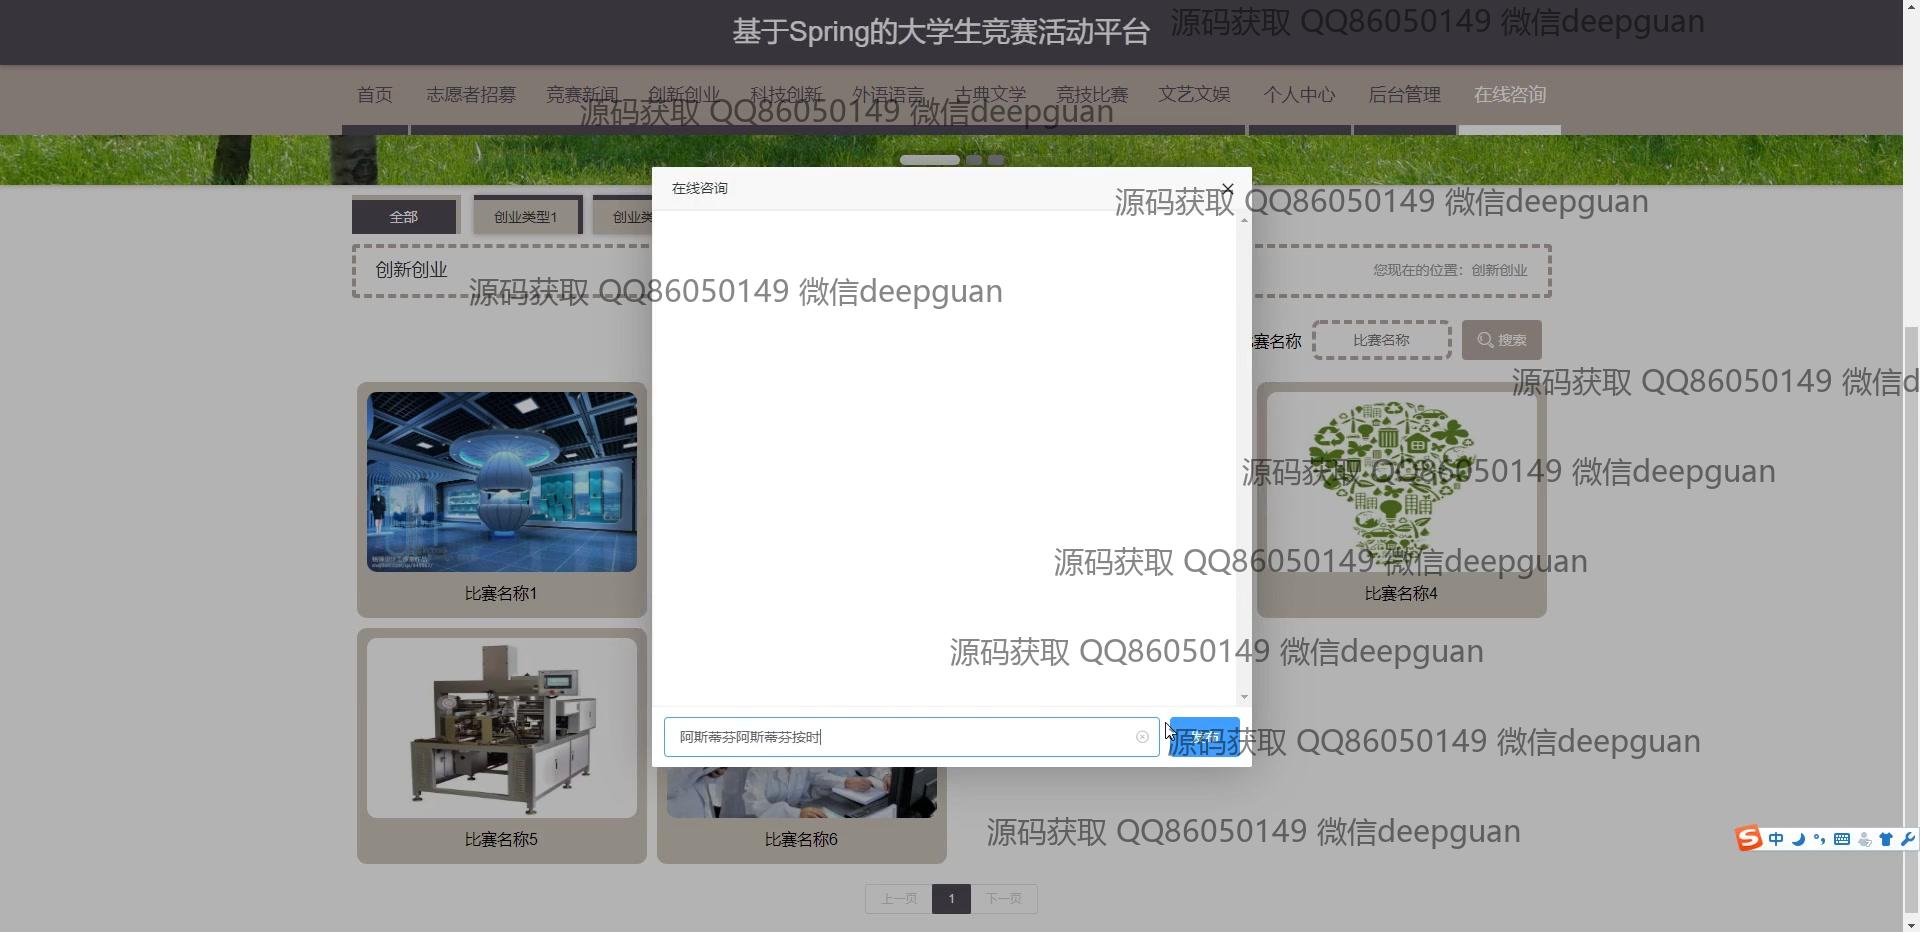 基于Spring的大学生竞赛活动平台
源码获取 QQ86050149 微信deepguan
首页 志愿者招募 竞赛新闻 创新创业 科技创新 外语语言 古典文学 竞技比赛 文艺文娱 个人中心 后台管理 在线咨询
源码获取 QQ86050149 微信deepguan
在线咨询
源码获取 QQ86050149 微信deepguan
全部 创业类型1 创业类
创新创业
您现在的位置：创新创业
源码获取 QQ86050149 微信deepguan
赛名称 比赛名称 搜索
源码获取 QQ86050149 微信d
源码获取 QQ86050149 微信deepguan
源码获取 QQ86050149 微信deepguan
比赛名称1 比赛名称4
源码获取 QQ86050149 微信deepguan
阿斯蒂芬阿斯蒂芬按时 发布
源码获取 QQ86050149 微信deepguan
源码获取 QQ86050149 微信deepguan
比赛名称5 比赛名称6
中
上一页 1 下一页